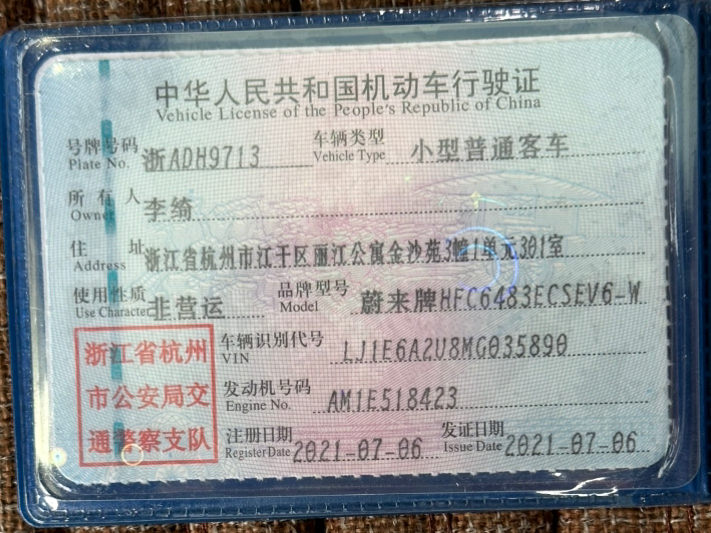 中华人民共和国机动车行驶证
Vehicle License of the People's Republic of China
号牌号码 浙ADH9713 车辆类型 小型普通客车
Plate No. Vehicle Type
所有人 李绮
Owner
住址 浙江省杭州市江干区丽江公寓金沙苑3幢1单元301室
Address
使用性质 非营运 品牌型号 蔚来牌HFC6483ECSEV6-W
Use Character Model
浙江省杭州
市公安局交
通警察支队
车辆识别代号 LJ1E6A2U8MG035890
VIN
发动机号码 AM1E518423
Engine No.
注册日期 2021-07-06 发证日期 2021-07-06
Register Date Issue Date